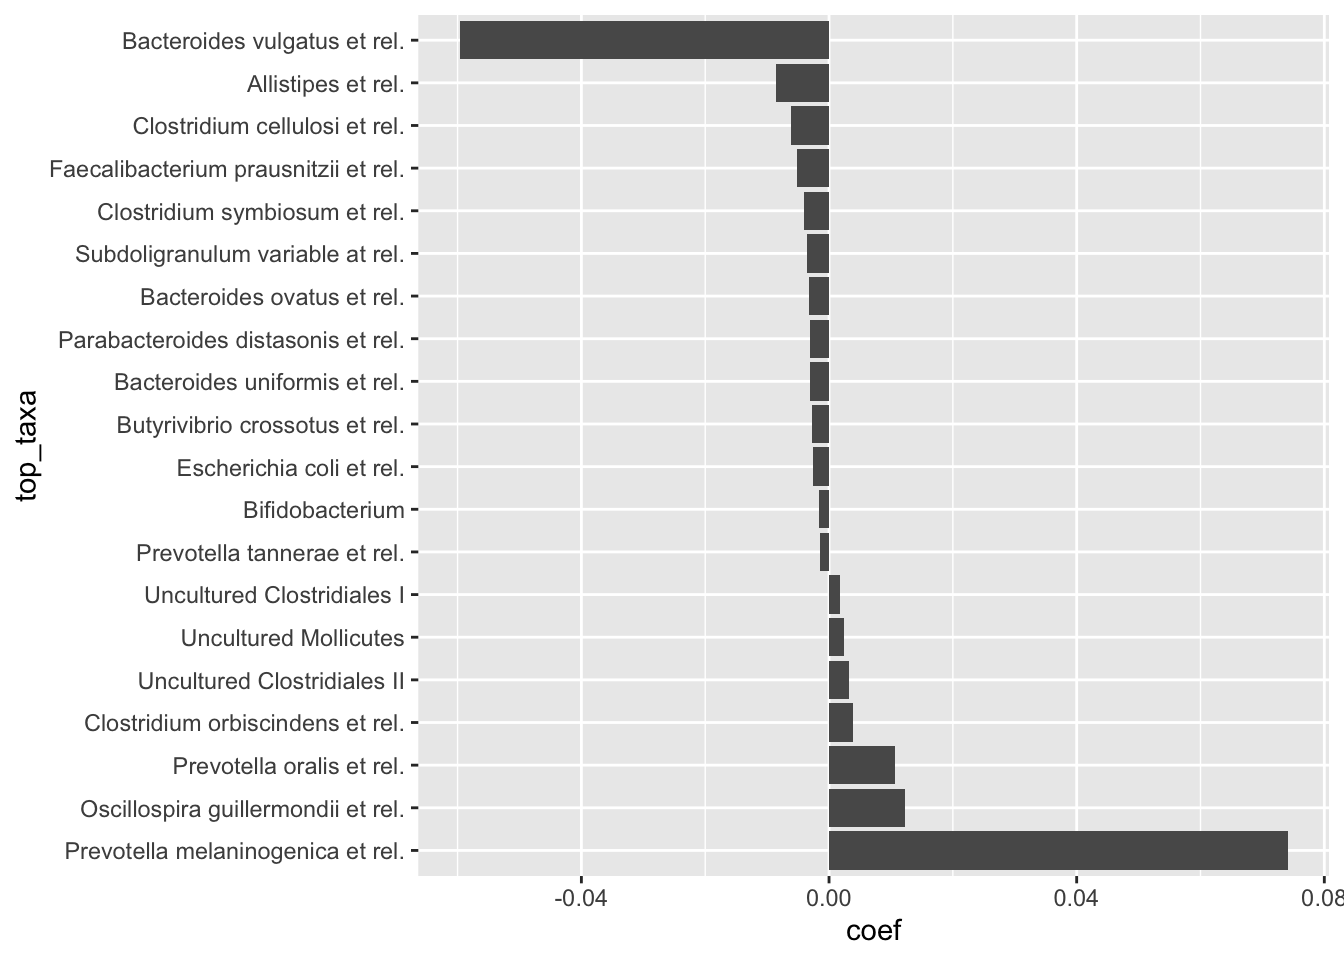 Bacteroides vulgatus et rel.
Allistipes et rel.
Clostridium cellulosi et rel.
Faecalibacterium prausnitzii et rel.
Clostridium symbiosum et rel.
Subdoligranulum variable at rel.
Bacteroides ovatus et rel.
Parabacteroides distasonis et rel.
Bacteroides uniformis et rel.
Butyrivibrio crossotus et rel.
Escherichia coli et rel.
Bifidobacterium
Prevotella tannerae et rel.
Uncultured Clostridiales I
Uncultured Mollicutes
Uncultured Clostridiales II
Clostridium orbiscindens et rel.
Prevotella oralis et rel.
Oscillospira guillermondii et rel.
Prevotella melaninogenica et rel.
top_taxa
-0.04 0.00 0.04 0.08
coef